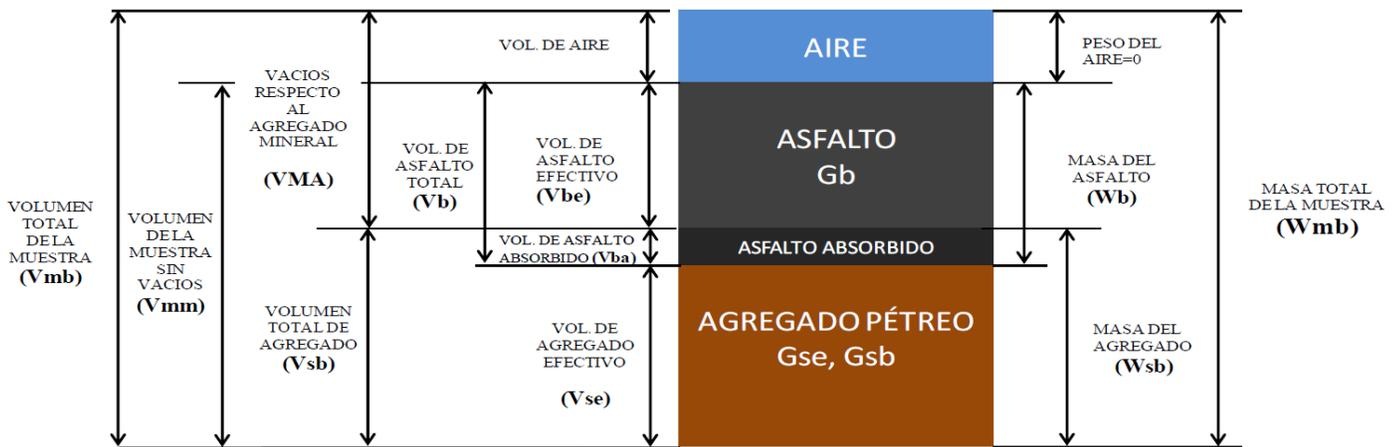 VOLUMEN
TOTAL
DE LA
MUESTRA
(Vmb)
VOLUMEN
DE LA
MUESTRA
SIN
VACIOS
(Vmm)
VACIOS
RESPECTO
AL
AGREGADO
MINERAL
(VMA)
VOLUMEN
TOTAL DE
AGREGADO
(Vsb)
VOL. DE
ASFALTO
TOTAL
(Vb)
VOL. DE AIRE
VOL. DE
ASFALTO
EFECTIVO
(Vbe)
VOL. DE ASFALTO
ABSORBIDO (Vba)
VOL. DE
AGREGADO
EFECTIVO
(Vse)
AIRE
ASFALTO
Gb
ASFALTO ABSORBIDO
AGREGADO PÉTREO
Gse, Gsb
PESO DEL
AIRE=0
MASA DEL
ASFALTO
(Wb)
MASA DEL
AGREGADO
(Wsb)
MASA TOTAL
DE LA MUESTRA
(Wmb)